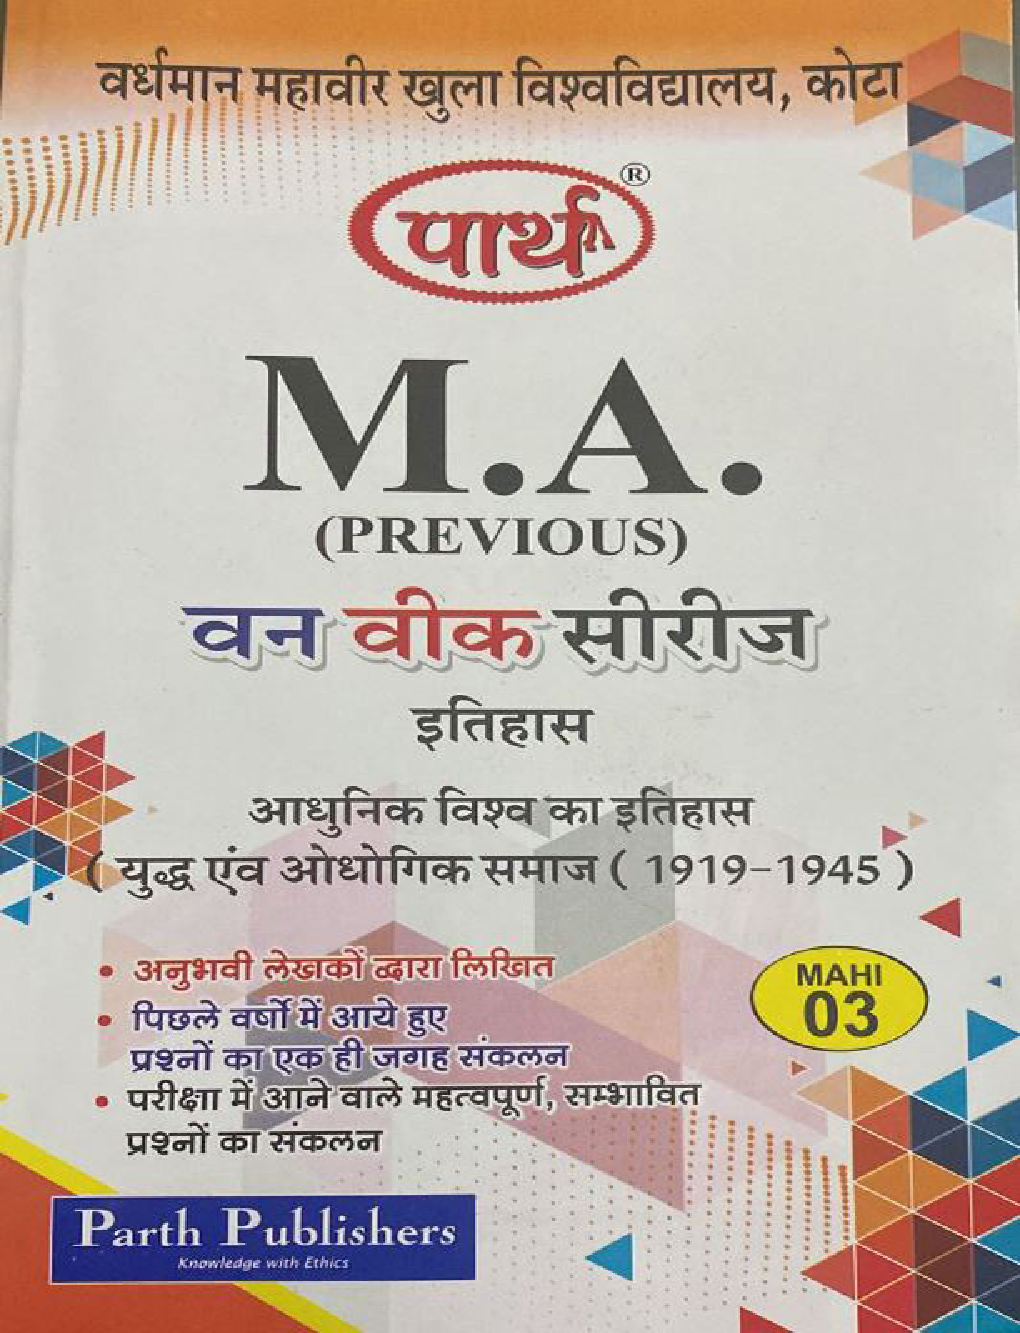 वर्धमान महावीर खुला विश्वविद्यालय, कोटा
पार्थ ®
M.A.
(PREVIOUS)
वन वीक सीरीज
इतिहास
आधुनिक विश्व का इतिहास
( युद्ध एंव ओधोगिक समाज ( 1919-1945 )
• अनुभवी लेखकों द्वारा लिखित
• पिछले वर्षो में आये हुए
प्रश्नों का एक ही जगह संकलन
• परीक्षा में आने वाले महत्वपूर्ण, सम्भावित
प्रश्नों का संकलन
MAHI
03
Parth Publishers
Knowledge with Ethics